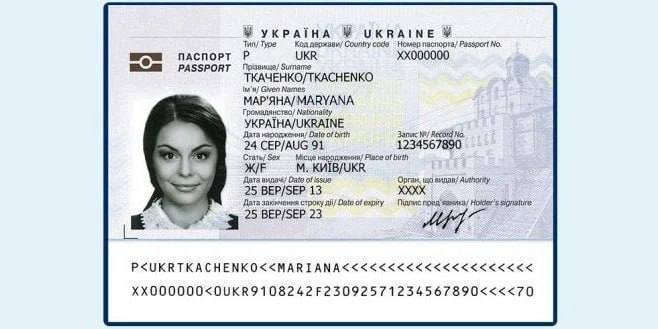 УКРАЇНА UKRAINE
Тип/ Type Код держави/ Country code Номер паспорта/ Passport No.
P UKR XX000000
ПАСПОРТ
PASSPORT
Прізвище/ Surname
ТКАЧЕНКО/TKACHENKO
Ім'я/ Given Names
МАР'ЯНА/MARYANA
Громадянство/ Nationality
УКРАЇНА/UKRAINE
Дата народження/ Date of birth Запис №/ Record No.
24 СЕР/AUG 91 1234567890
Стать/ Sex Місце народження/ Place of birth
Ж/F М. КИЇВ/UKR
Дата видачі/ Date of issue Орган, що видав/ Authority
25 ВЕР/SEP 13 XXXX
Дата закінчення строку дії/ Date of expiry Підпис пред'явника/ Holder's signature
25 ВЕР/SEP 23
P<UKRTKACHENKO<<MARIANA<<<<<<<<<<<<<<<<<<<<<
XX000000<0UKR9108242F23092571234567890<<<<70